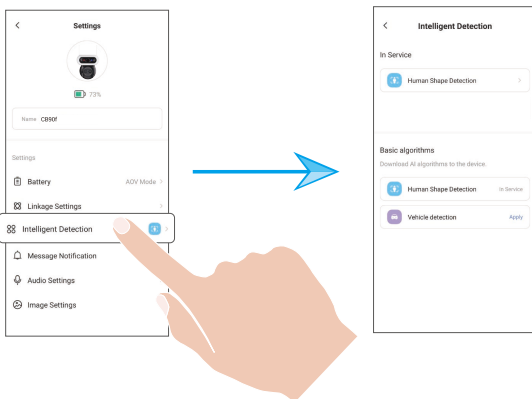 Settings
73%
Name CB90f
Settings
Battery AOV Mode
Linkage Settings
Intelligent Detection
Message Notification
Audio Settings
Image Settings
Intelligent Detection
In Service
Human Shape Detection
Basic algorithms
Download AI algorithms to the device
Human Shape Detection In Service
Vehicle detection Apply